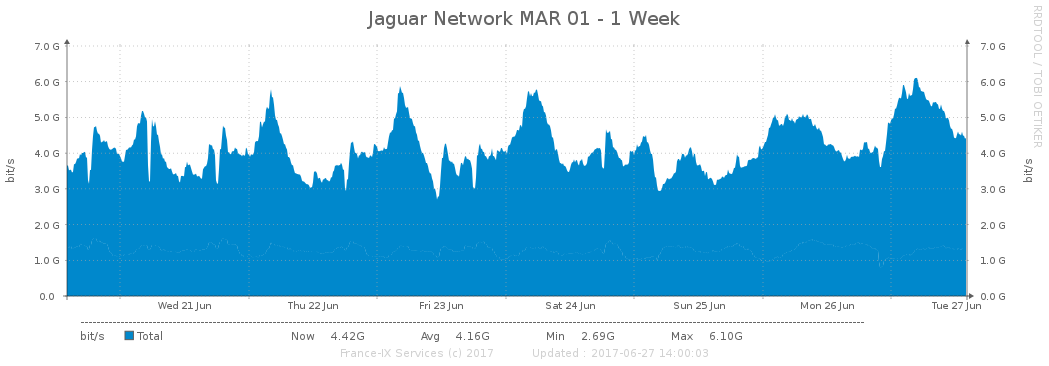 Jaguar Network MAR 01 - 1 Week
RRDTOOL / TOBI OETIKER
bit/s
7.0 G 7.0 G
6.0 G 6.0 G
5.0 G 5.0 G
4.0 G 4.0 G
3.0 G 3.0 G
2.0 G 2.0 G
1.0 G 1.0 G
0.0 0.0 G
bit/s
Wed 21 Jun Thu 22 Jun Fri 23 Jun Sat 24 Jun Sun 25 Jun Mon 26 Jun Tue 27 Jun
bit/s Total Now 4.42G Avg 4.16G Min 2.69G Max 6.10G
France-IX Services (c) 2017 Updated : 2017-06-27 14:00:03